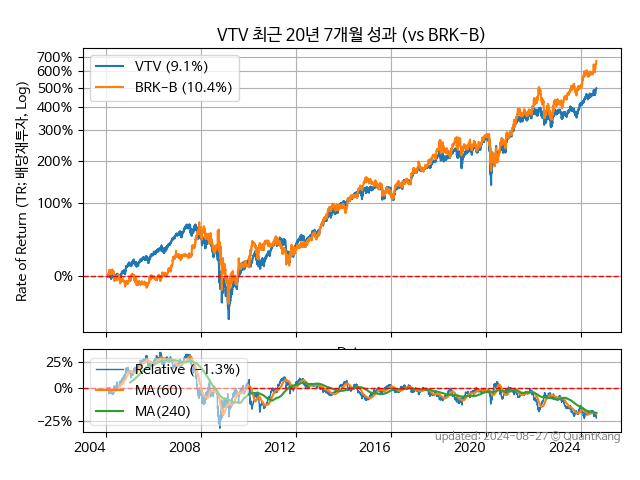 VTV 최근 20년 7개월 성과 (vs BRK-B)
Rate of Return (TR: 배당재투자, Log)
700%
600%
500%
400%
300%
200%
100%
0%
VTV (9.1%)
BRK-B (10.4%)
25%
0%
−25%
Relative (−1.3%)
MA(60)
MA(240)
2004 2008 2012 2016 2020 2024
updated: 2024-08-27 © QuantKang